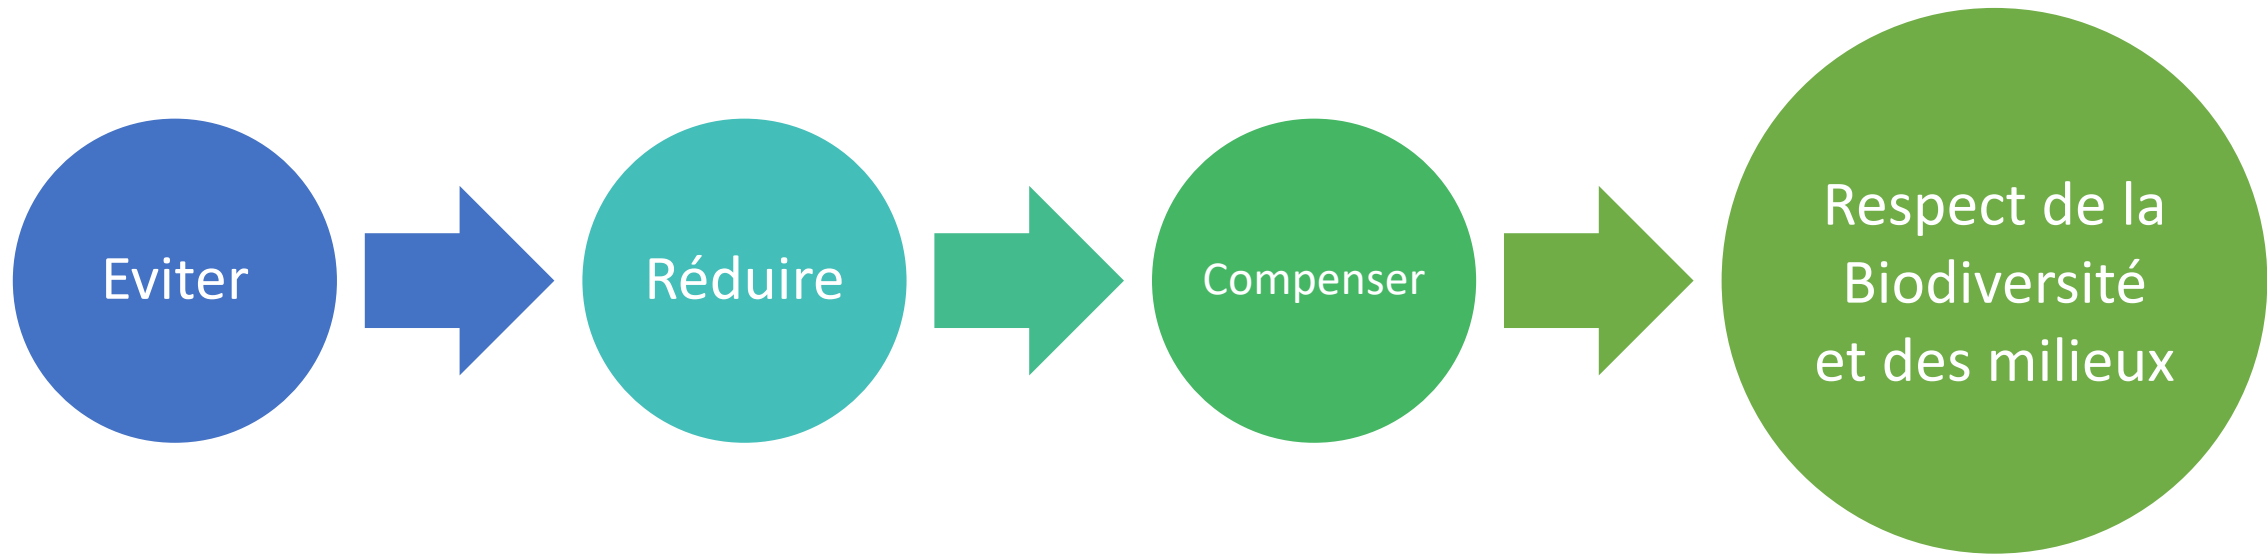 Eviter
Réduire
Compenser
Respect de la
Biodiversité
et des milieux